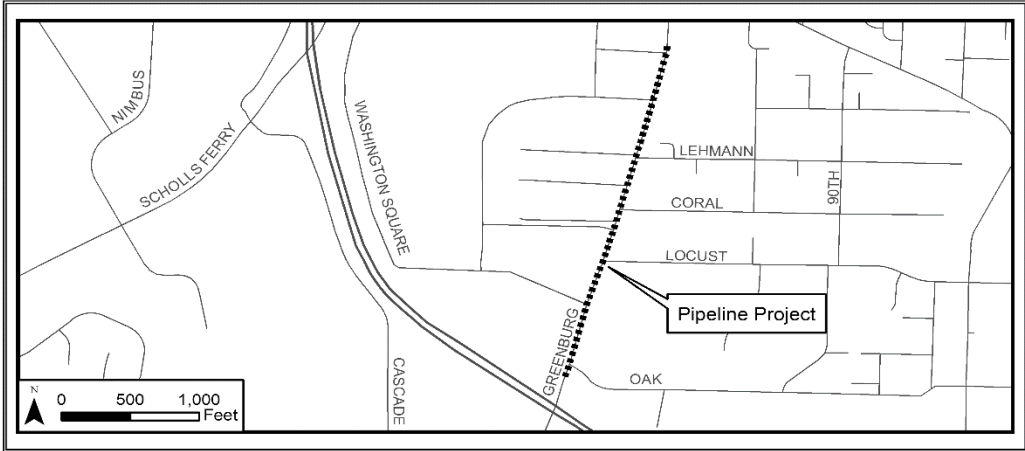 NIMBUS
SCHOLLS FERRY
WASHINGTON SQUARE
LEHMANN
90TH
CORAL
LOCUST
Pipeline Project
GREENBURG
CASCADE
OAK
N
0 500 1,000
Feet